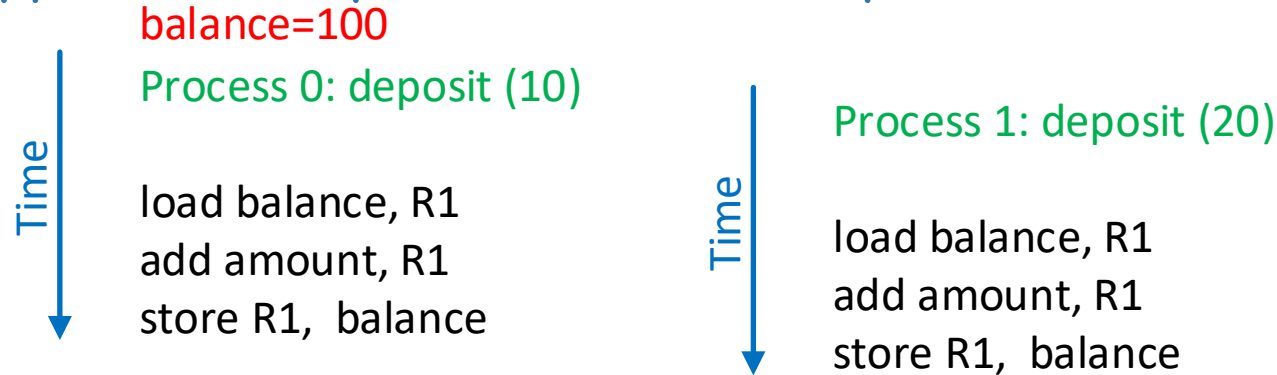 balance=100
Process 0: deposit (10)
Time
load balance, R1
add amount, R1
store R1,  balance
Process 1: deposit (20)
Time
load balance, R1
add amount, R1
store R1,  balance